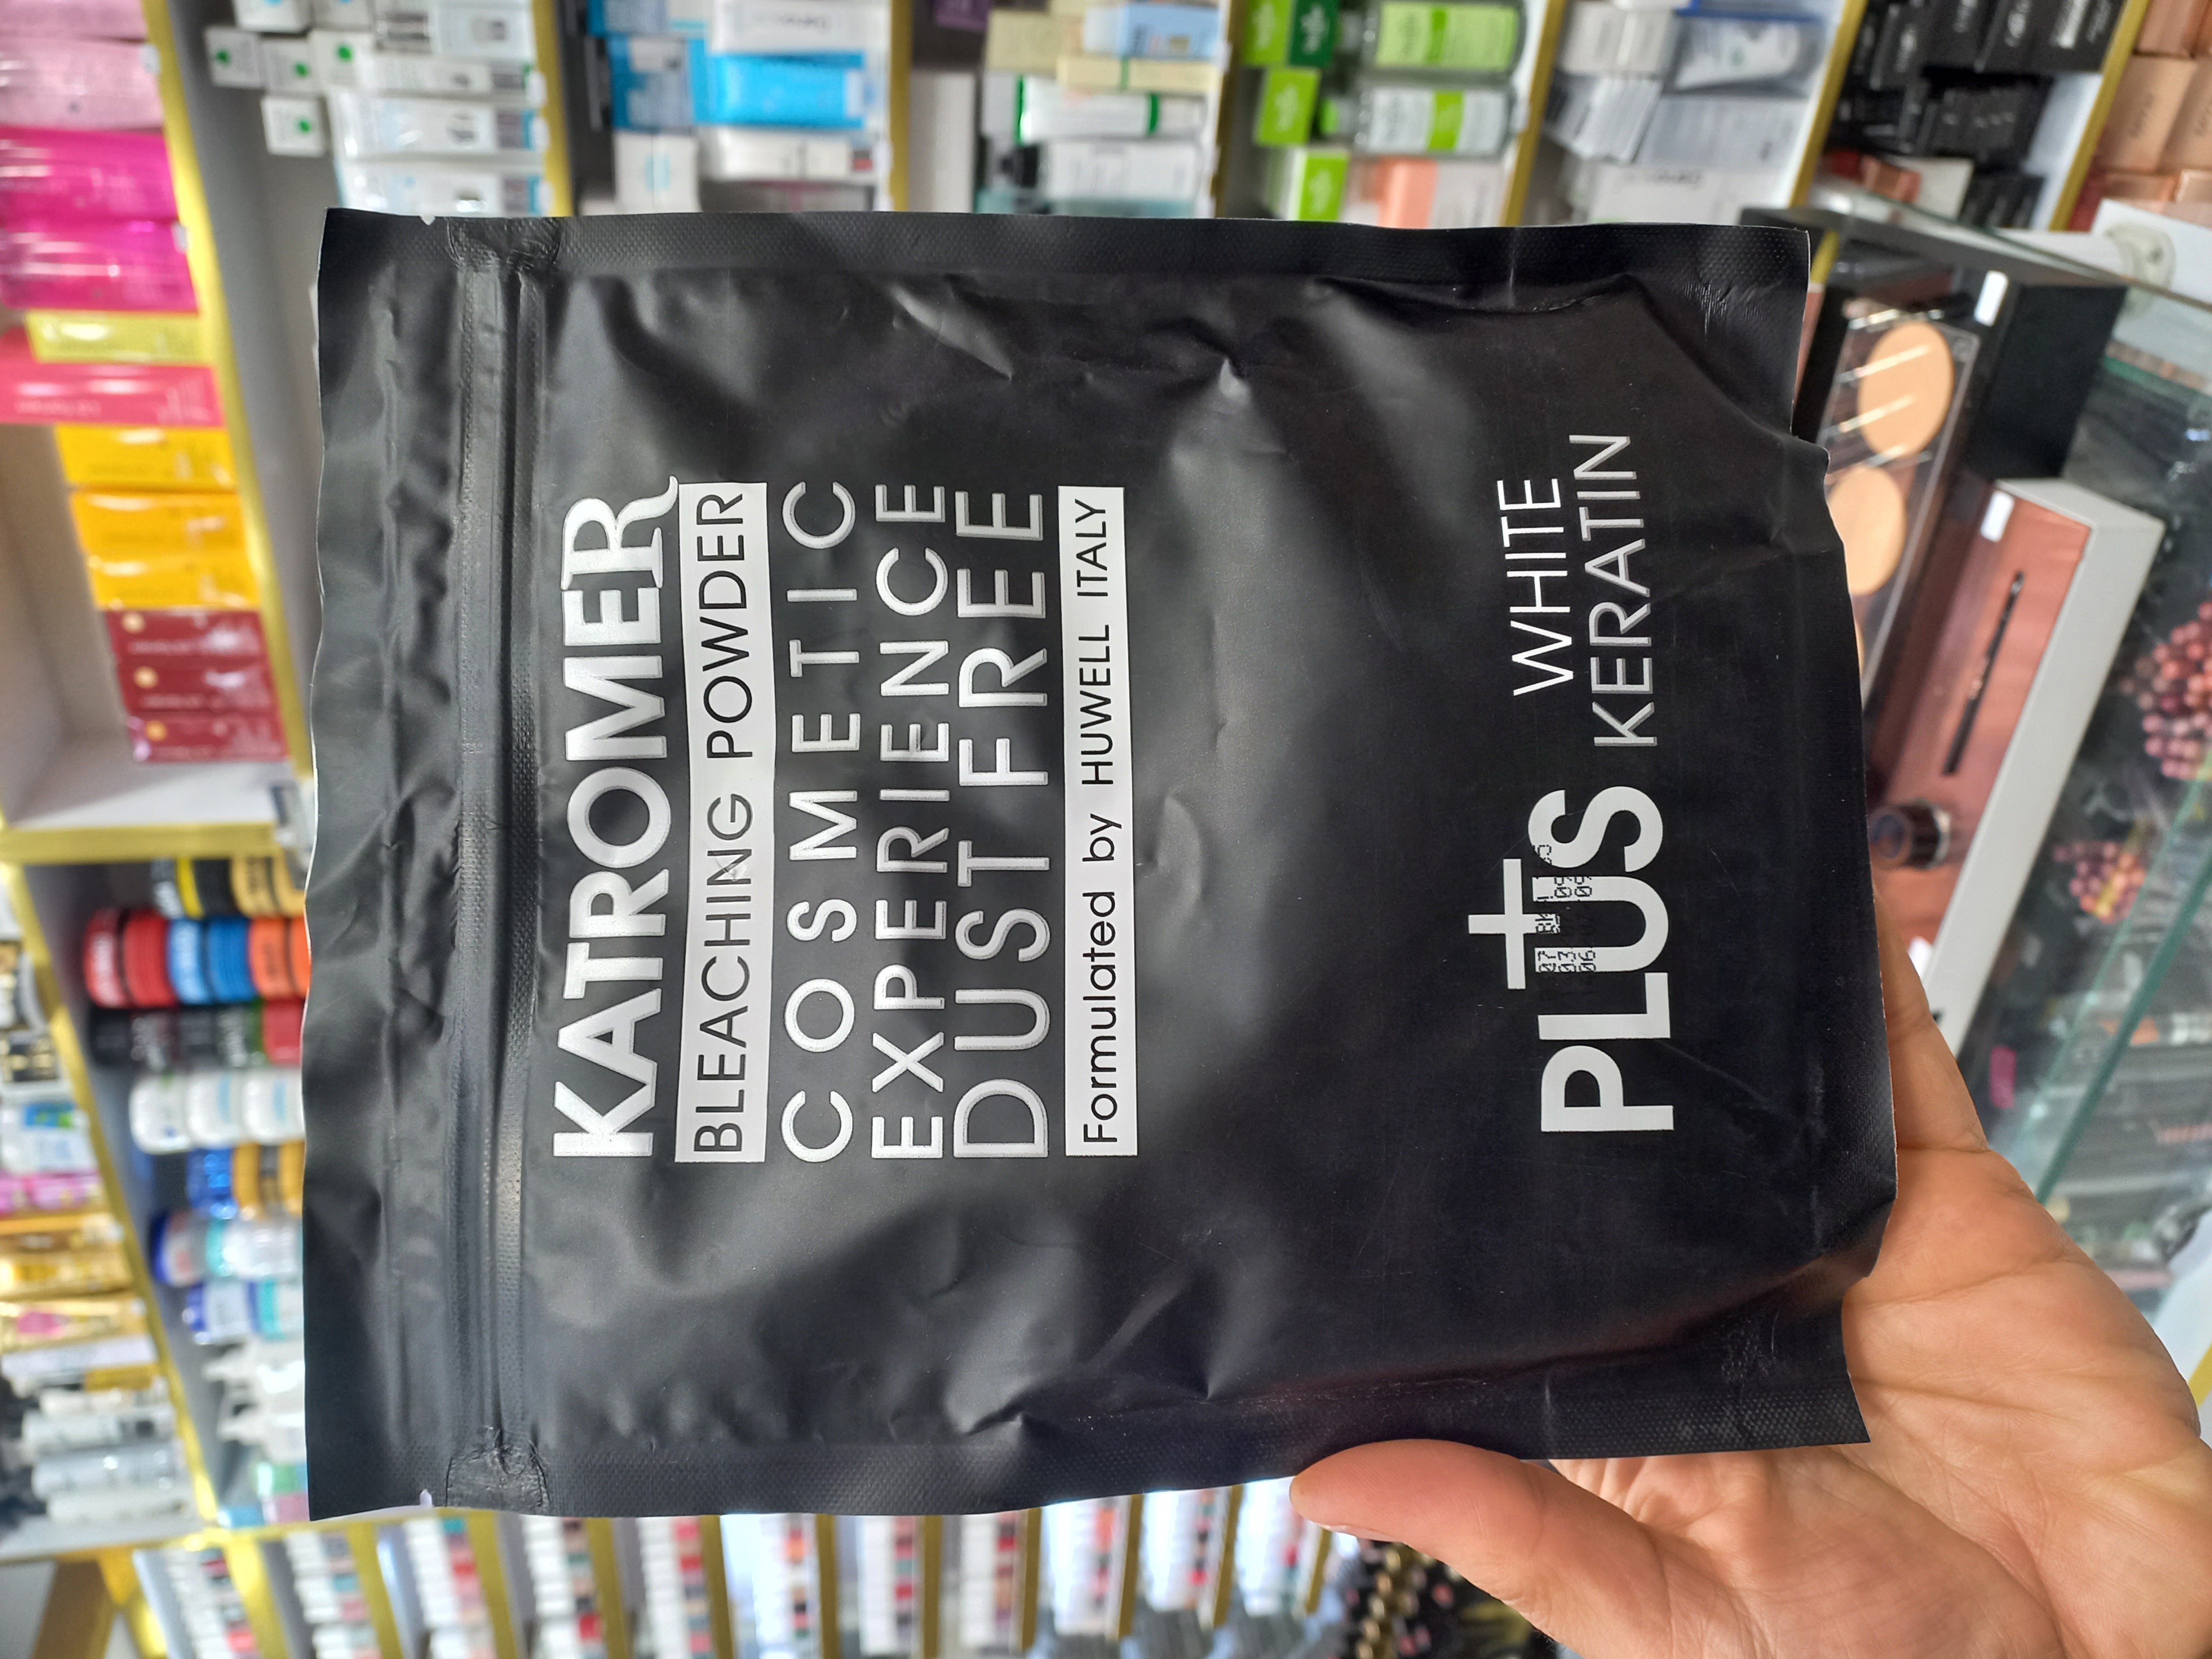 KATROMER
BLEACHING POWDER
COSMETIC
EXPERIENCE
DUST FREE
Formulated by HUWELL ITALY
PLUS
WHITE
KERATIN